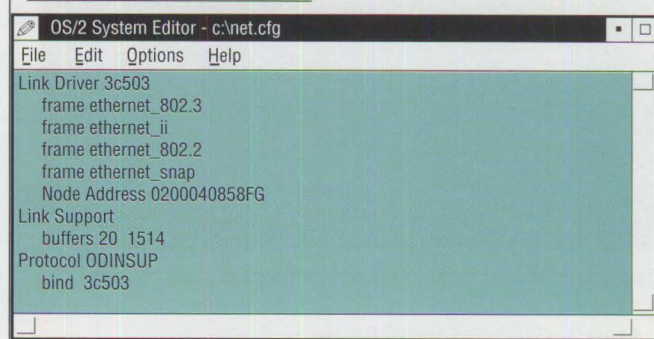 OS/2 System Editor - c:\net.cfg
File Edit Options Help
Link Driver 3c503
frame ethernet_802.3
frame ethernet_ii
frame ethernet_802.2
frame ethernet_snap
Node Address 0200040858FG
Link Support
buffers 20 1514
Protocol ODINSUP
bind 3c503